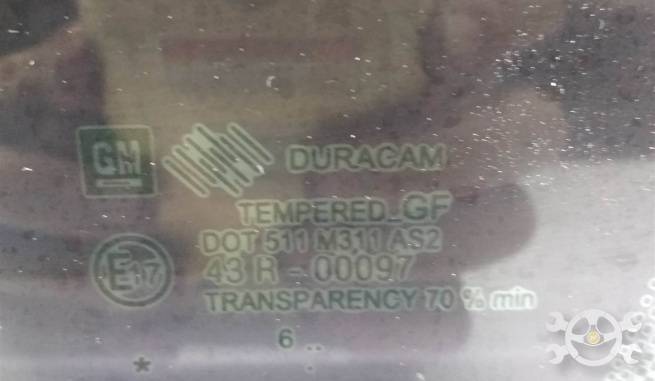 GM DURACAM
TEMPERED_GF
DOT 511 M311 AS2
E17 43 R - 00097
TRANSPARENCY 70 % min
6 ..
* .